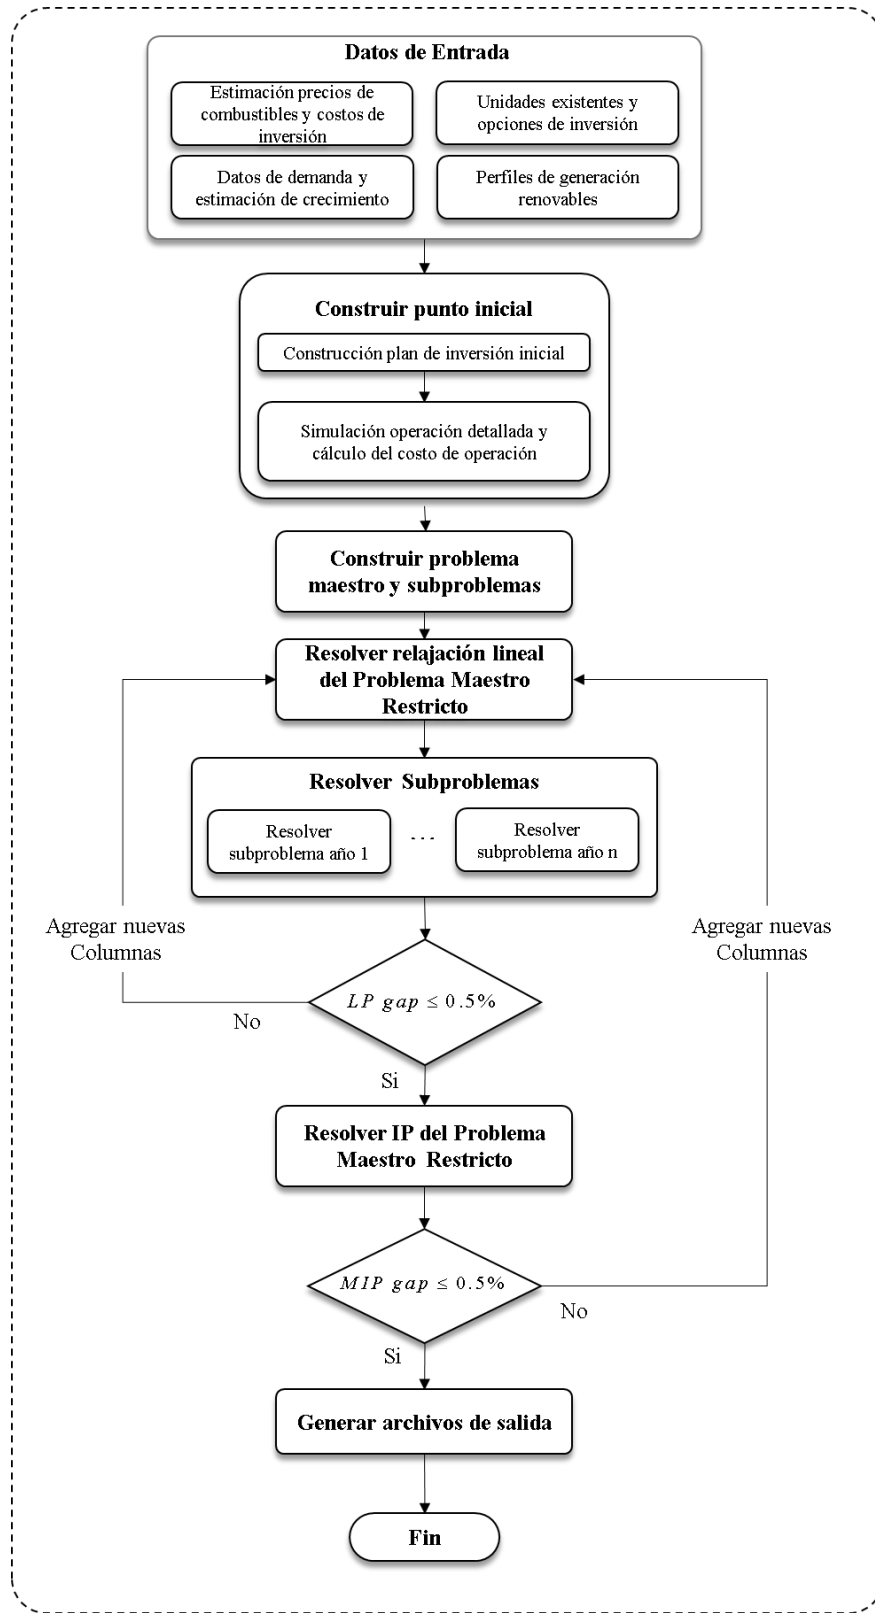 Datos de Entrada
Estimación precios de
combustibles y costos de
inversión
Unidades existentes y
opciones de inversión
Datos de demanda y
estimación de crecimiento
Perfiles de generación
renovables
Construir punto inicial
Construcción plan de inversión inicial
Simulación operación detallada y
cálculo del costo de operación
Construir problema
maestro y subproblemas
Resolver relajación lineal
del Problema Maestro
Restricto
Resolver Subproblemas
Resolver
subproblema año 1
...
Resolver
subproblema año n
Agregar nuevas
Columnas
Agregar nuevas
Columnas
LP gap ≤ 0.5%
No
Si
Resolver IP del Problema
Maestro Restricto
MIP gap ≤ 0.5%
No
Si
Generar archivos de salida
Fin